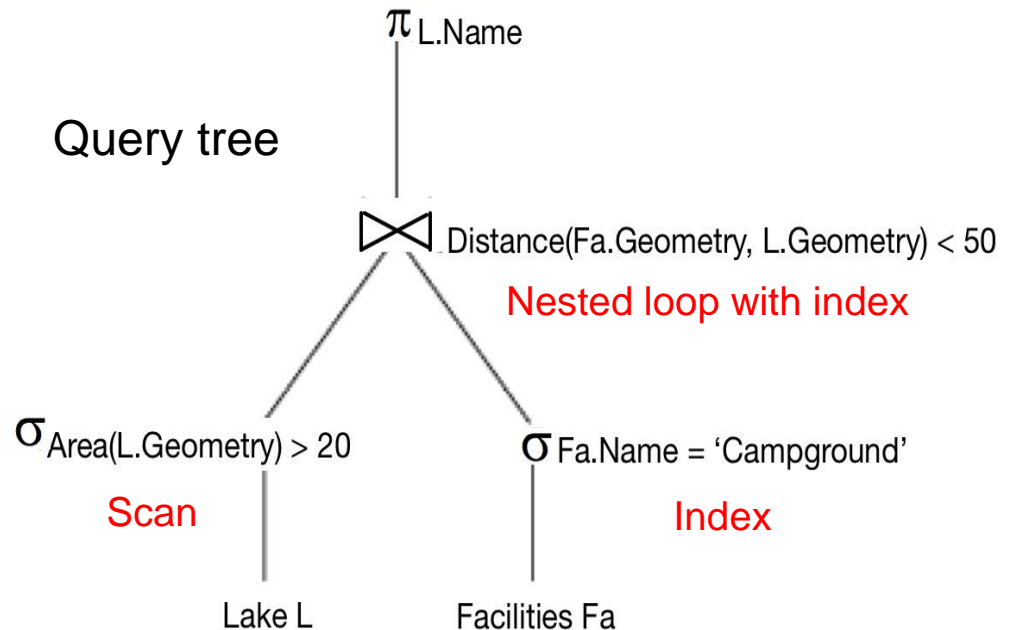 π L.Name
Query tree
⋈ Distance(Fa.Geometry, L.Geometry) < 50
Nested loop with index
σ Area(L.Geometry) > 20
σ Fa.Name = ‘Campground’
Scan
Index
Lake L
Facilities Fa